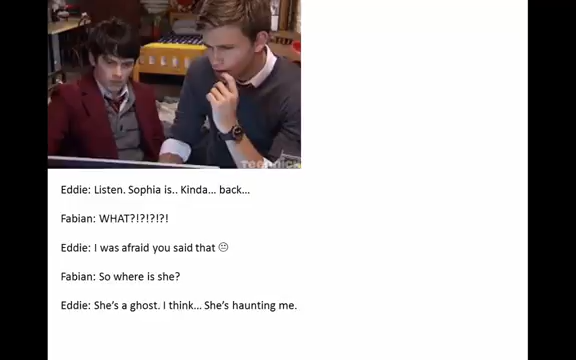 TEENNICK
Eddie: Listen. Sophia is.. Kinda... back...
Fabian: WHAT?!?!?!?!
Eddie: I was afraid you said that ☹
Fabian: So where is she?
Eddie: She's a ghost. I think... She's haunting me.